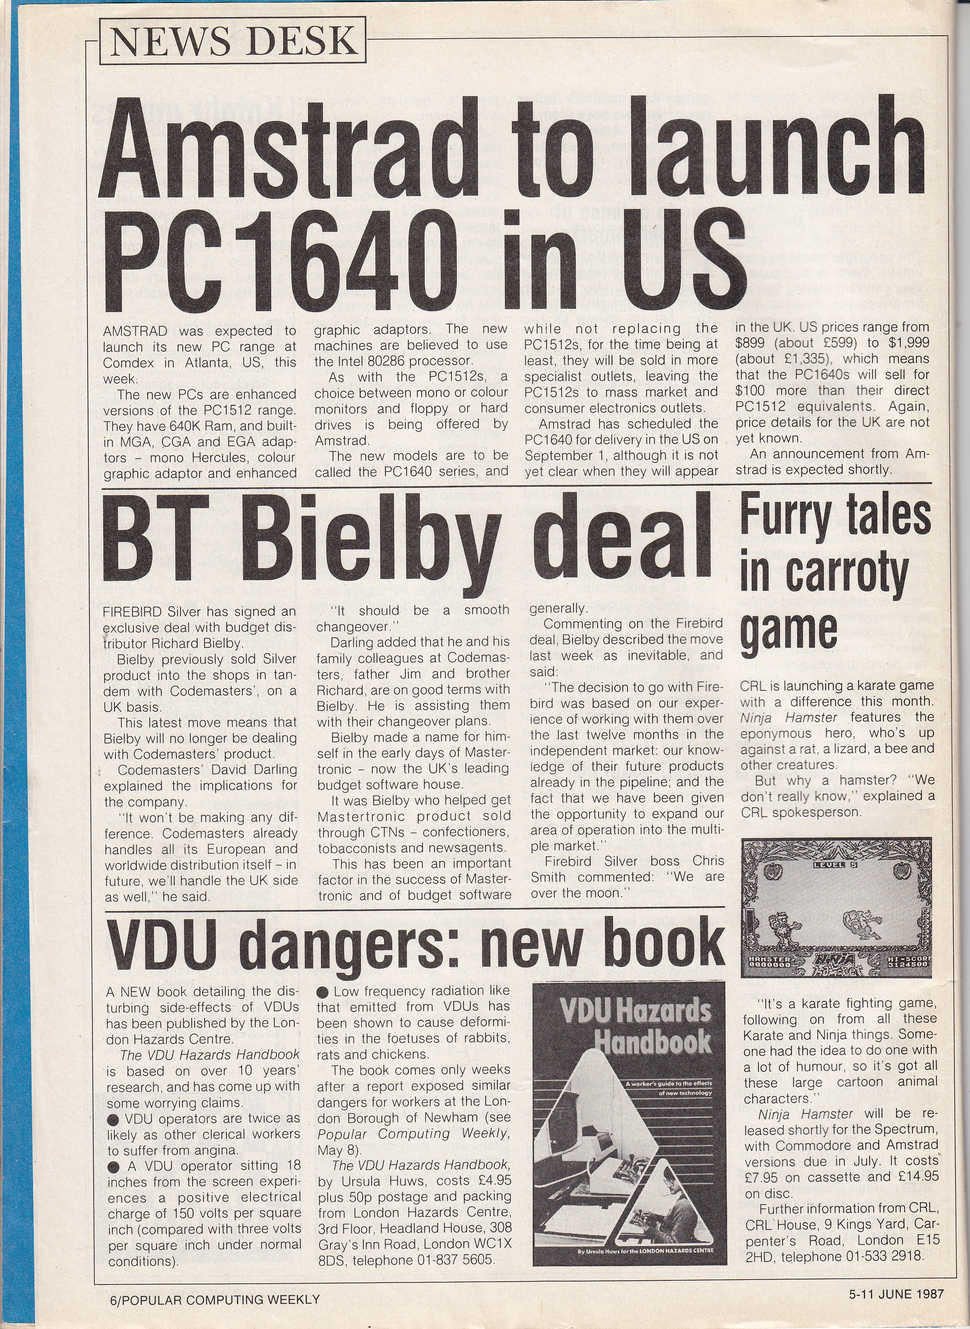 NEWS DESK
Amstrad to launch
PC1640 in US
AMSTRAD was expected to
launch its new PC range at
Comdex in Atlanta, US, this
week.
The new PCs are enhanced
versions of the PC1512 range.
They have 640K Ram, and built-
in MGA, CGA and EGA adap-
tors – mono Hercules, colour
graphic adaptor and enhanced
graphic adaptors. The new
machines are believed to use
the Intel 80286 processor.
As with the PC1512s, a
choice between mono or colour
monitors and floppy or hard
drives is being offered by
Amstrad.
The new models are to be
called the PC1640 series, and
while not replacing the
PC1512s, for the time being at
least, they will be sold in more
specialist outlets, leaving the
PC1512s to mass market and
consumer electronics outlets.
Amstrad has scheduled the
PC1640 for delivery in the US on
September 1, although it is not
yet clear when they will appear
in the UK. US prices range from
$899 (about £599) to $1,999
(about £1,335), which means
that the PC1640s will sell for
$100 more than their direct
PC1512 equivalents. Again,
price details for the UK are not
yet known.
An announcement from Am-
strad is expected shortly.
BT Bielby deal
FIREBIRD Silver has signed an
exclusive deal with budget dis-
tributor Richard Bielby.
Bielby previously sold Silver
product into the shops in tan-
dem with Codemasters', on a
UK basis.
This latest move means that
Bielby will no longer be dealing
with Codemasters' product.
Codemasters' David Darling
explained the implications for
the company.
"It won't be making any dif-
ference. Codemasters already
handles all its European and
worldwide distribution itself – in
future, we'll handle the UK side
as well," he said.
"It should be a smooth
changeover."
Darling added that he and his
family colleagues at Codemas-
ters, father Jim and brother
Richard, are on good terms with
Bielby. He is assisting them
with their changeover plans.
Bielby made a name for him-
self in the early days of Master-
tronic – now the UK's leading
budget software house.
It was Bielby who helped get
Mastertronic product sold
through CTNs – confectioners,
tobacconists and newsagents.
This has been an important
factor in the success of Master-
tronic and of budget software
generally.
Commenting on the Firebird
deal, Bielby described the move
last week as inevitable, and
said:
"The decision to go with Fire-
bird was based on our exper-
ience of working with them over
the last twelve months in the
independent market: our know-
ledge of their future products
already in the pipeline; and the
fact that we have been given
the opportunity to expand our
area of operation into the multi-
ple market."
Firebird Silver boss Chris
Smith commented: "We are
over the moon."
Furry tales
in carroty
game
CRL is launching a karate game
with a difference this month.
Ninja Hamster features the
eponymous hero, who's up
against a rat, a lizard, a bee and
other creatures.
But why a hamster? "We
don't really know," explained a
CRL spokesperson.
LEVEL 5
HAMSTER
0000000
NINJA
HI-SCORE
3124500
"It's a karate fighting game,
following on from all these
Karate and Ninja things. Some-
one had the idea to do one with
a lot of humour, so it's got all
these large cartoon animal
characters."
Ninja Hamster will be re-
leased shortly for the Spectrum,
with Commodore and Amstrad
versions due in July. It costs
£7.95 on cassette and £14.95
on disc.
Further information from CRL,
CRL House, 9 Kings Yard, Car-
penter's Road, London E15
2HD, telephone 01-533 2918.
VDU dangers: new book
A NEW book detailing the dis-
turbing side-effects of VDUs
has been published by the Lon-
don Hazards Centre.
The VDU Hazards Handbook
is based on over 10 years'
research, and has come up with
some worrying claims.
● VDU operators are twice as
likely as other clerical workers
to suffer from angina.
● A VDU operator sitting 18
inches from the screen experi-
ences a positive electrical
charge of 150 volts per square
inch (compared with three volts
per square inch under normal
conditions).
● Low frequency radiation like
that emitted from VDUs has
been shown to cause deformi-
ties in the foetuses of rabbits,
rats and chickens.
The book comes only weeks
after a report exposed similar
dangers for workers at the Lon-
don Borough of Newham (see
Popular Computing Weekly,
May 8).
The VDU Hazards Handbook,
by Ursula Huws, costs £4.95
plus 50p postage and packing
from London Hazards Centre,
3rd Floor, Headland House, 308
Gray's Inn Road, London WC1X
8DS, telephone 01-837 5605.
VDU Hazards
Handbook
A worker's guide to the effects
of new technology
By Ursula Huws for the LONDON HAZARDS CENTRE
6/POPULAR COMPUTING WEEKLY
5-11 JUNE 1987